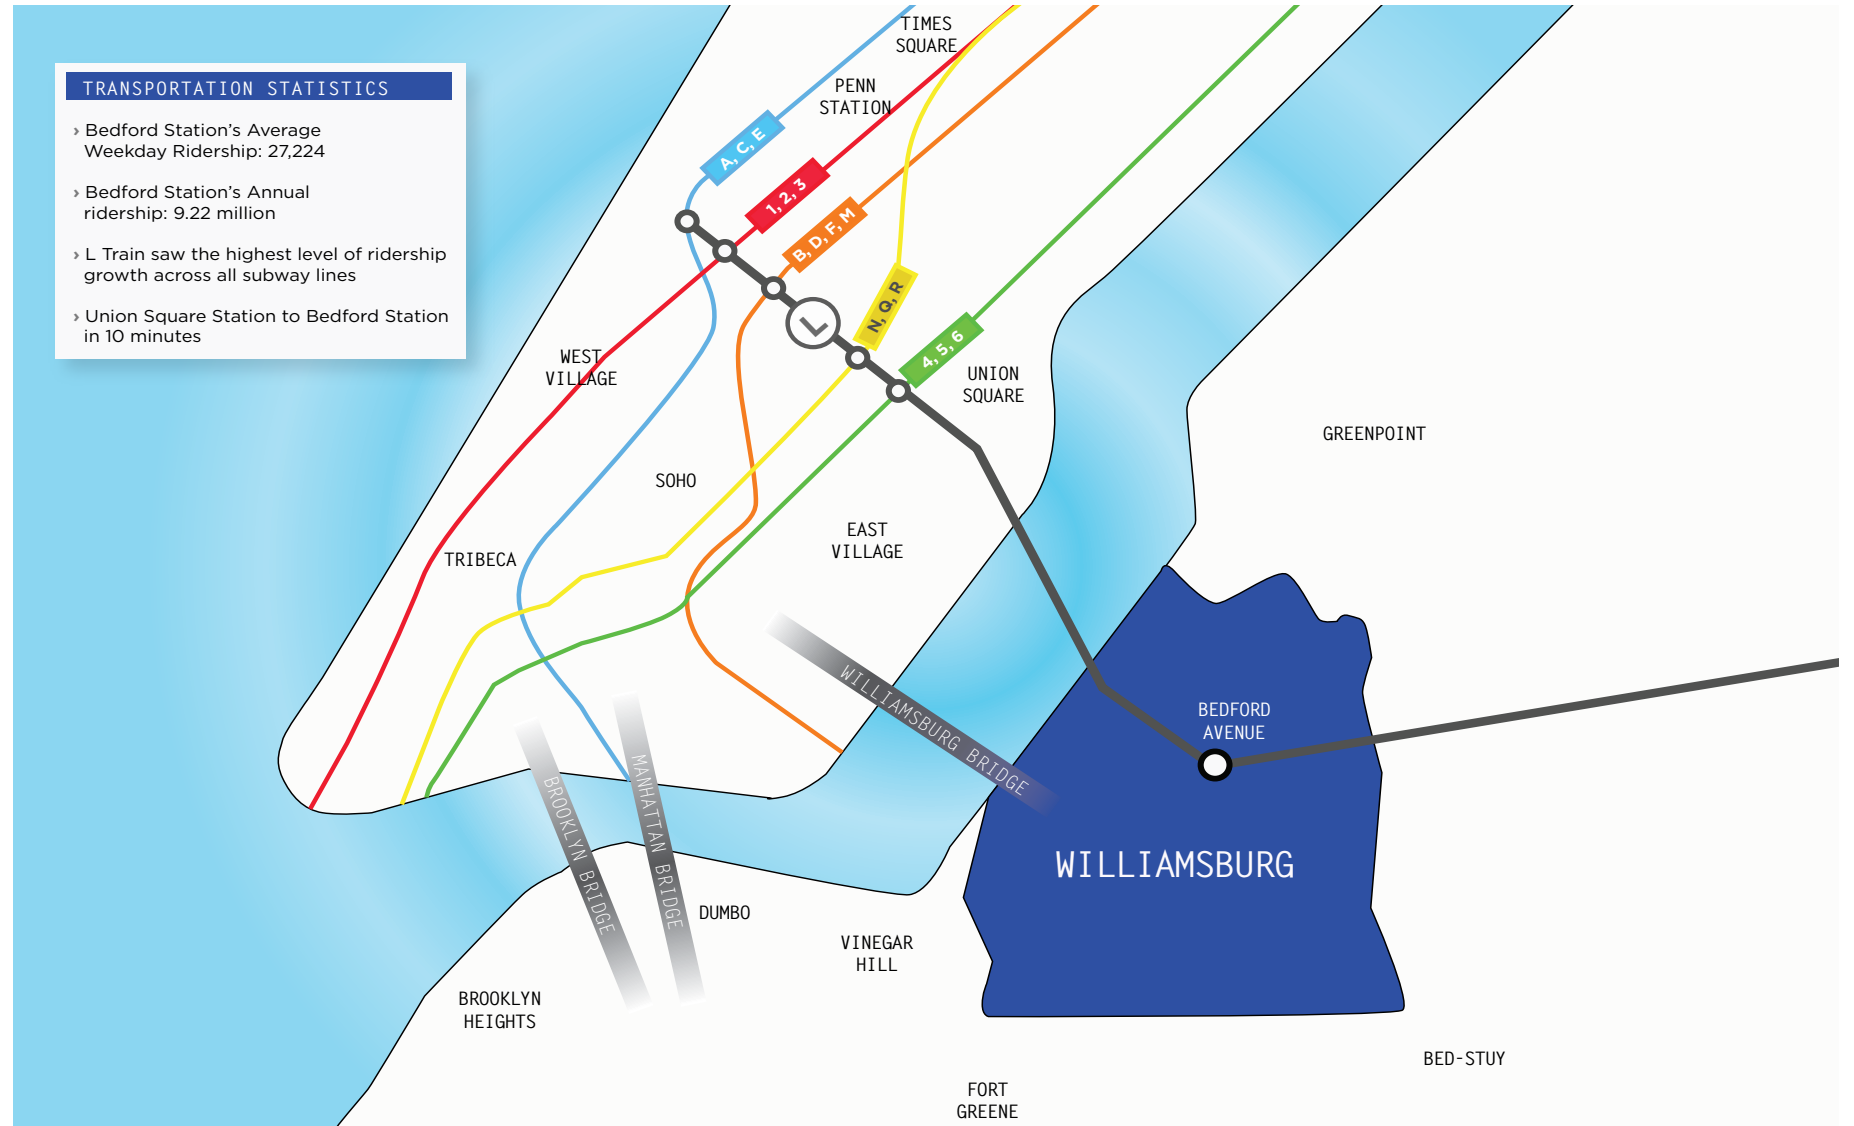 TRANSPORTATION STATISTICS
› Bedford Station’s Average
Weekday Ridership: 27,224
› Bedford Station’s Annual
ridership: 9.22 million
› L Train saw the highest level of ridership
growth across all subway lines
› Union Square Station to Bedford Station
in 10 minutes
TIMES
SQUARE
PENN
STATION
A, C, E
1, 2, 3
B, D, F, M
N, Q, R
4, 5, 6
L
WEST
VILLAGE
UNION
SQUARE
GREENPOINT
SOHO
EAST
VILLAGE
TRIBECA
WILLIAMSBURG BRIDGE
MANHATTAN BRIDGE
BROOKLYN BRIDGE
BEDFORD
AVENUE
WILLIAMSBURG
DUMBO
VINEGAR
HILL
BROOKLYN
HEIGHTS
BED-STUY
FORT
GREENE